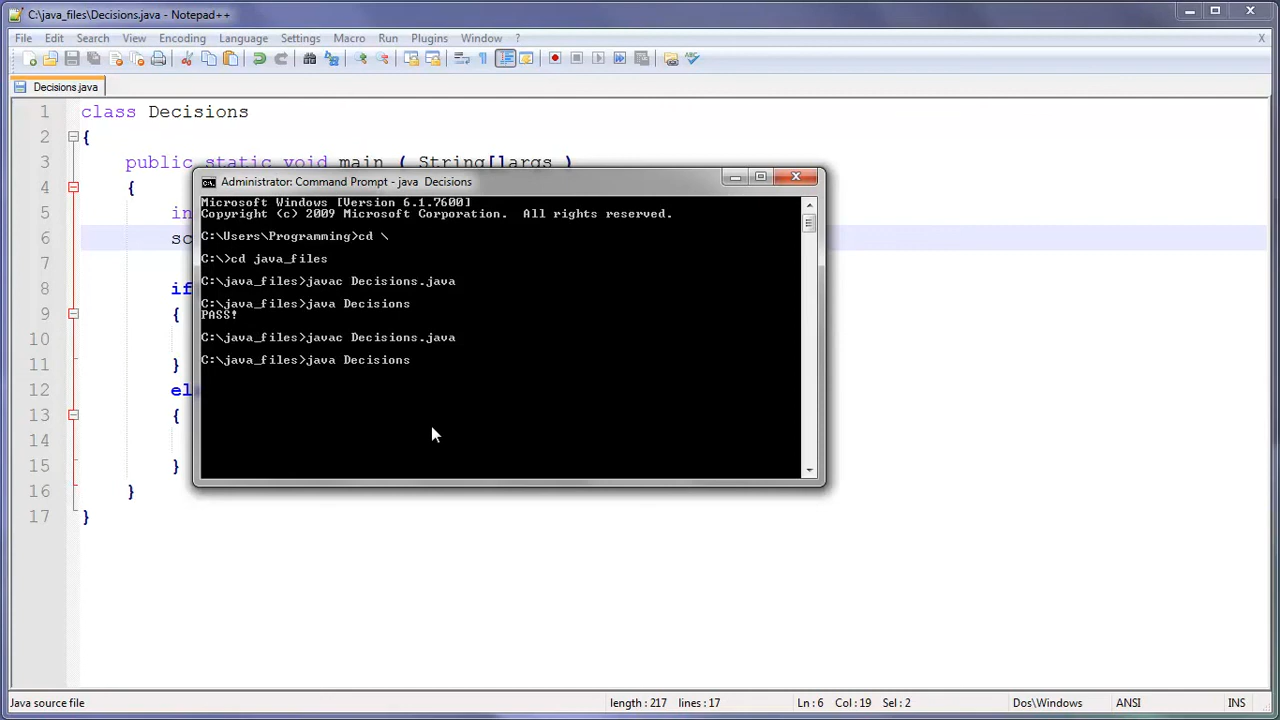 C:\java_files\Decisions.java - Notepad++
File Edit Search View Encoding Language Settings Macro Run Plugins Window ? X
Decisions.java
1 class Decisions
2 {
3 public static void main ( String[]args )
4 {
5 in
6 sc
7
8 if
9 {
10
11 }
12 el
13 {
14
15 }
16 }
17 }
Administrator: Command Prompt - java  Decisions
Microsoft Windows [Version 6.1.7600]
Copyright (c) 2009 Microsoft Corporation.  All rights reserved.
C:\Users\Programming>cd \
C:\>cd java_files
C:\java_files>javac Decisions.java
C:\java_files>java Decisions
PASS!
C:\java_files>javac Decisions.java
C:\java_files>java Decisions
Java source file length : 217 lines : 17 Ln : 6 Col : 19 Sel : 2 Dos\Windows ANSI INS